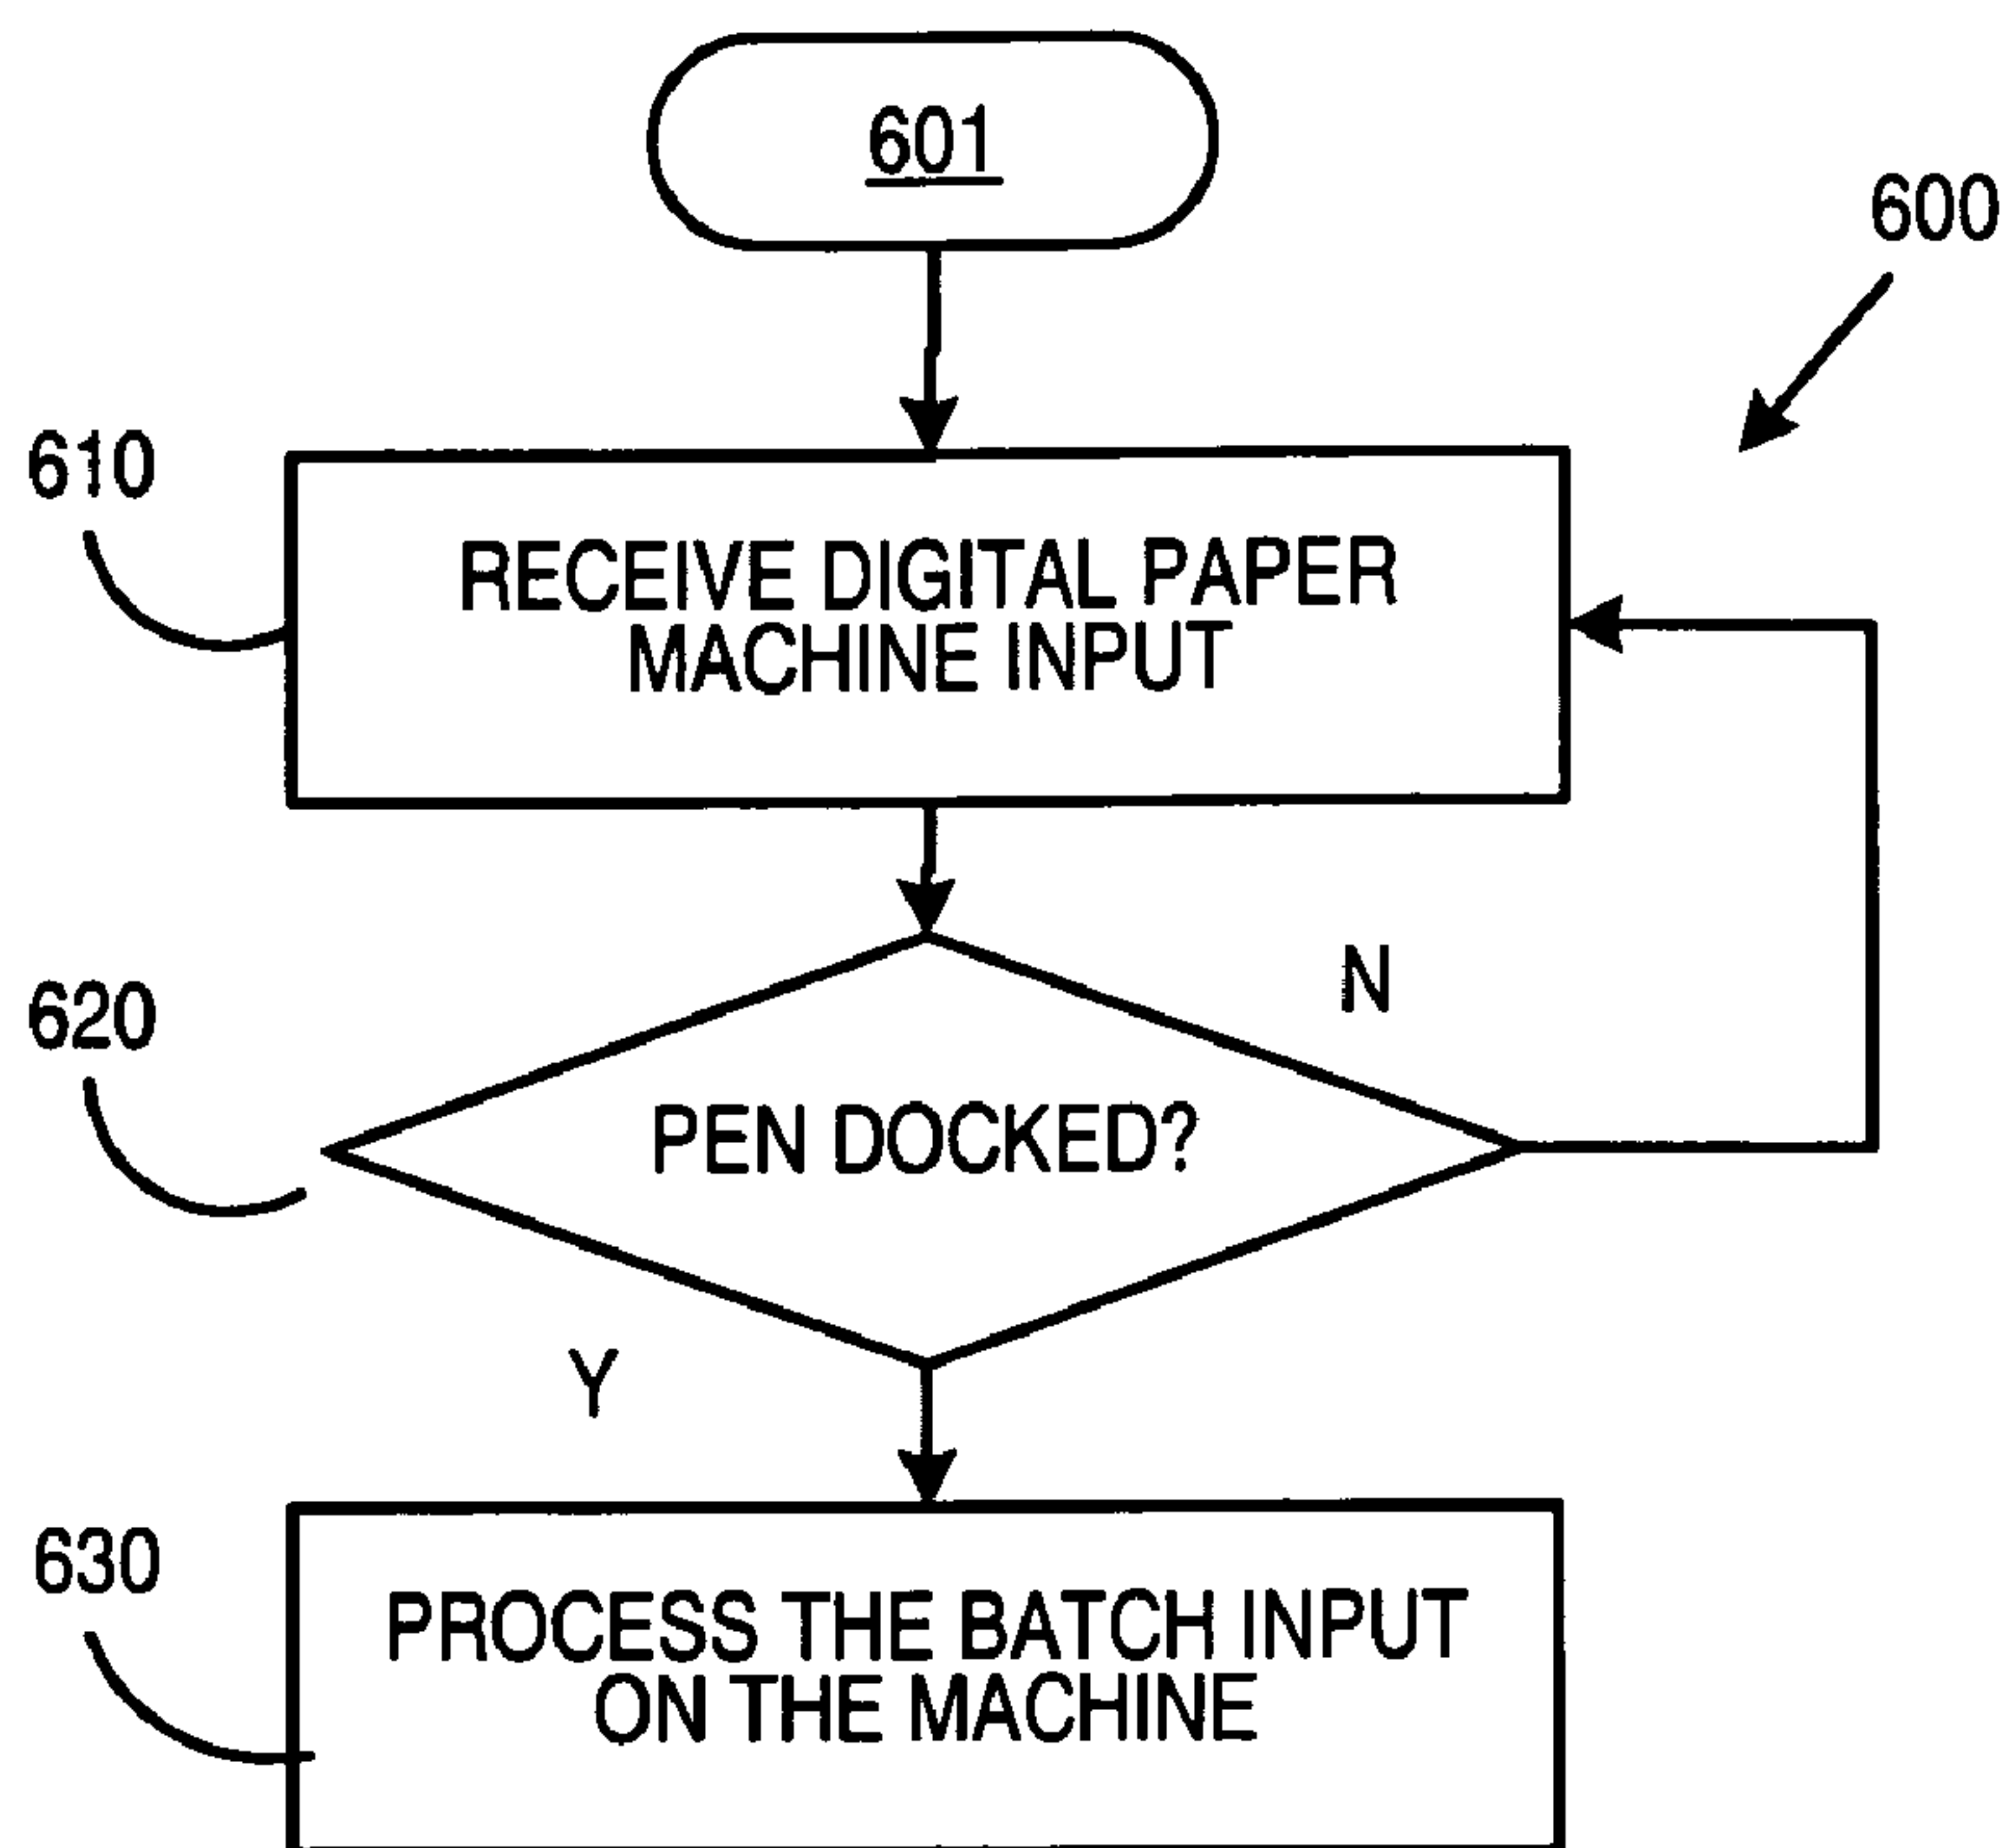 601
600
610
RECEIVE DIGITAL PAPER
MACHINE INPUT
N
620
PEN DOCKED?
Y
630
PROCESS THE BATCH INPUT
ON THE MACHINE